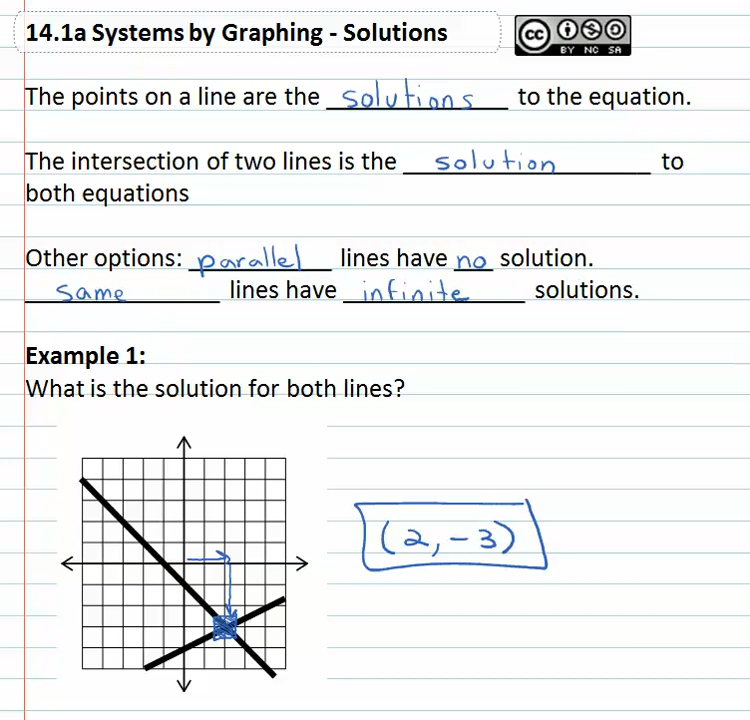 14.1a Systems by Graphing - Solutions
cc BY NC SA
The points on a line are the solutions to the equation.
The intersection of two lines is the solution to
both equations
Other options: parallel lines have no solution.
same lines have infinite solutions.
Example 1:
What is the solution for both lines?
(2, -3)